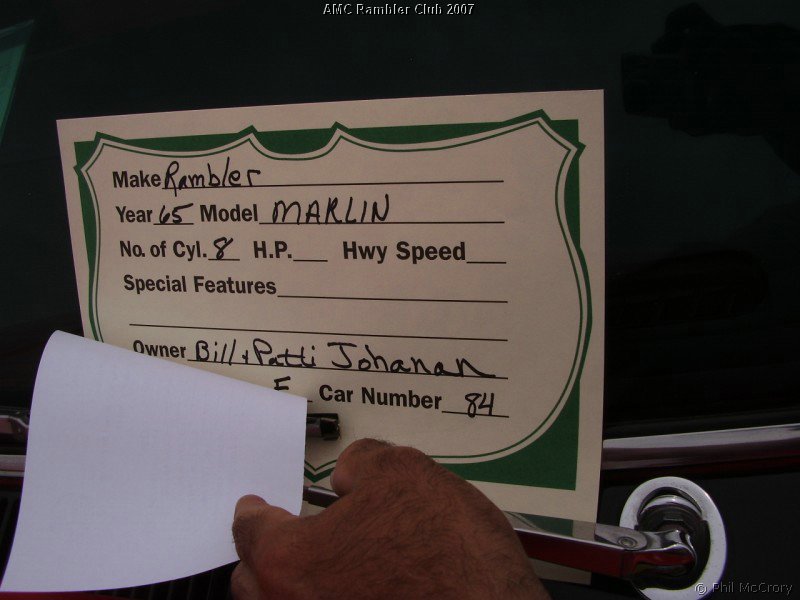 AMC Rambler Club 2007
Make Rambler
Year 65 Model MARLIN
No. of Cyl. 8 H.P. Hwy Speed
Special Features
Owner Bill & Patti Johanan
Car Number 84
© Phil McCrory